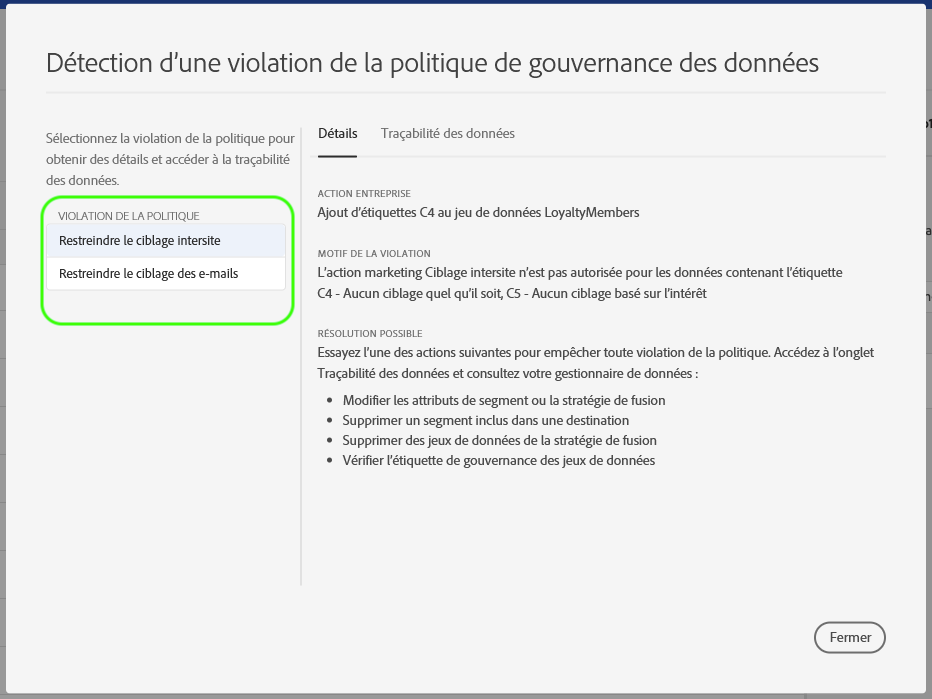 Détection d’une violation de la politique de gouvernance des données
Sélectionnez la violation de la politique pour
obtenir des détails et accéder à la traçabilité
des données.
VIOLATION DE LA POLITIQUE
Restreindre le ciblage intersite
Restreindre le ciblage des e-mails
Détails
Traçabilité des données
ACTION ENTREPRISE
Ajout d’étiquettes C4 au jeu de données LoyaltyMembers
MOTIF DE LA VIOLATION
L’action marketing Ciblage intersite n’est pas autorisée pour les données contenant l’étiquette
C4 - Aucun ciblage quel qu’il soit, C5 - Aucun ciblage basé sur l’intérêt
RÉSOLUTION POSSIBLE
Essayez l’une des actions suivantes pour empêcher toute violation de la politique. Accédez à l’onglet
Traçabilité des données et consultez votre gestionnaire de données :
• Modifier les attributs de segment ou la stratégie de fusion
• Supprimer un segment inclus dans une destination
• Supprimer des jeux de données de la stratégie de fusion
• Vérifier l’étiquette de gouvernance des jeux de données
Fermer